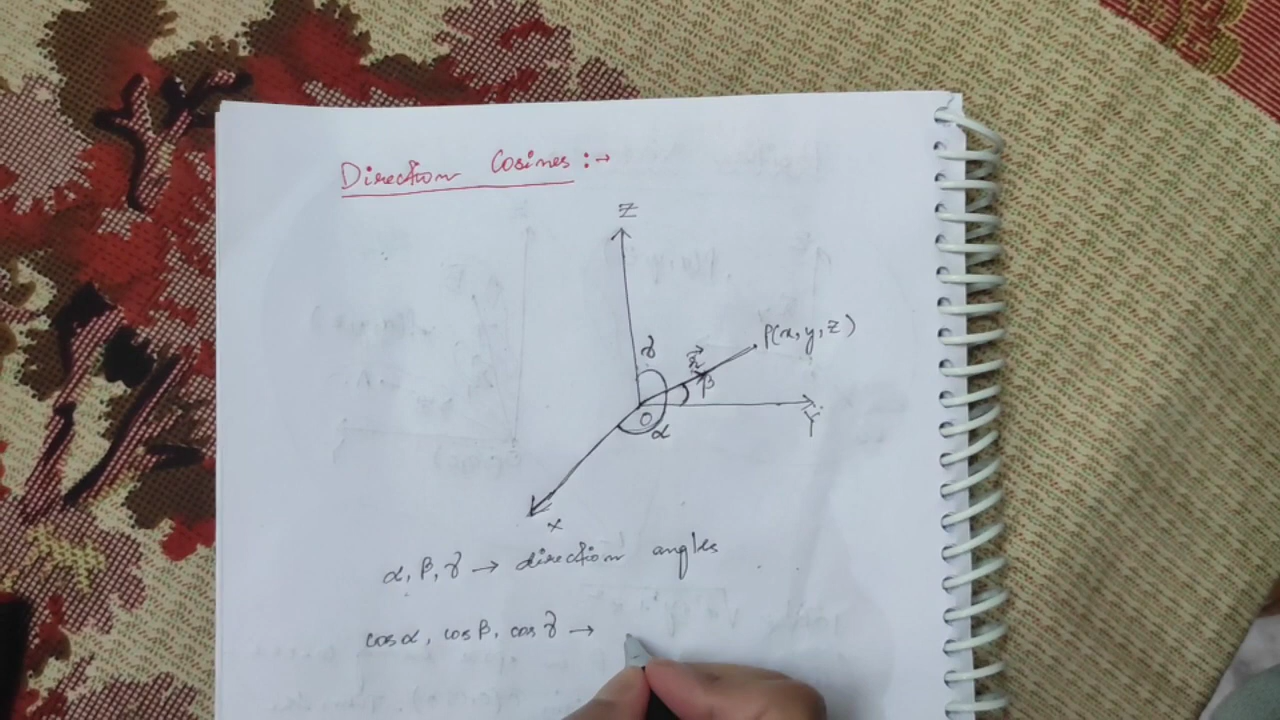 Direction Cosines :→
Z
P(x, y, z)
γ
r⃗
β
O
α
Y
X
α, β, γ → direction angles
cos α, cos β, cos γ →